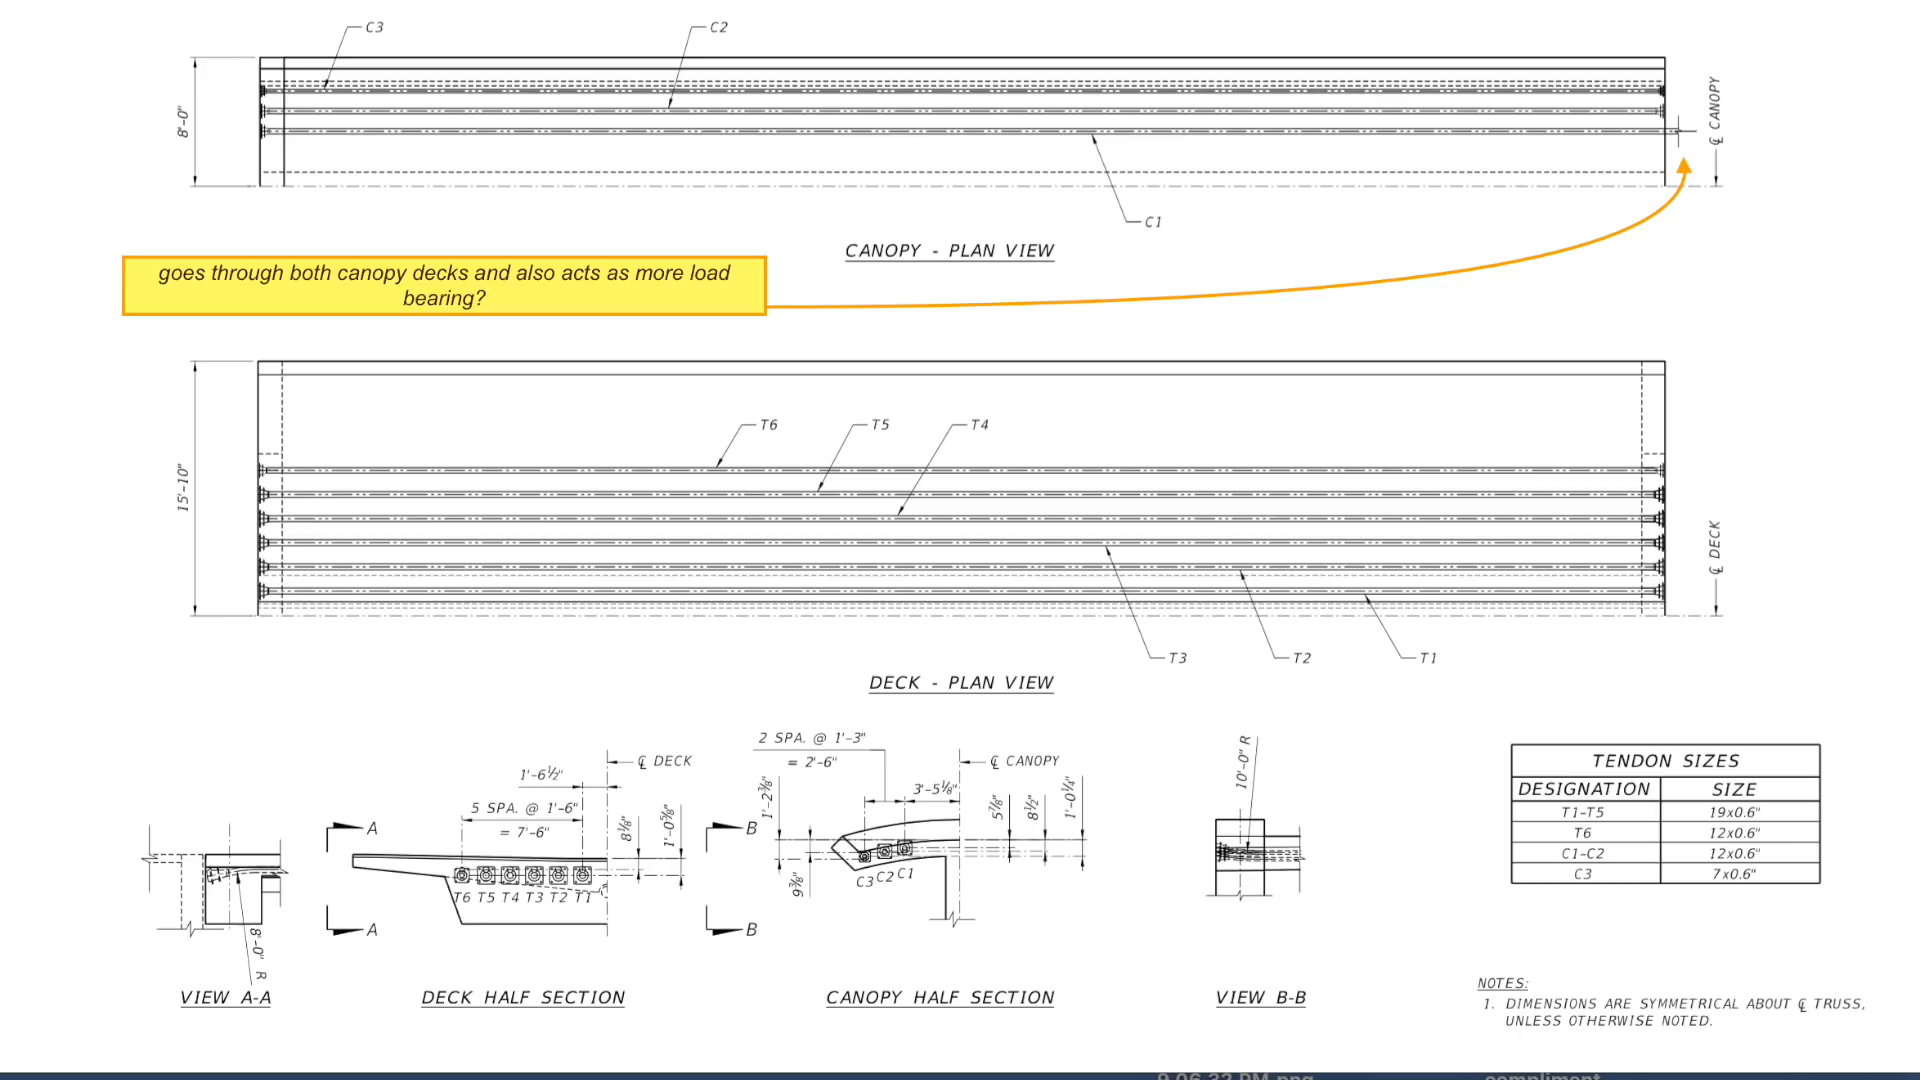 C3
C2
8'-0"
℄ CANOPY
C1
CANOPY - PLAN VIEW
goes through both canopy decks and also acts as more load
bearing?
T6
T5
T4
15'-10"
℄ DECK
T3
T2
T1
DECK - PLAN VIEW
2 SPA. @ 1'-3"
= 2'-6"
℄ DECK
℄ CANOPY
1'-6½"
5 SPA. @ 1'-6"
= 7'-6"
8⅛"
1'-0⅝"
1'-2⅜"
3'-5⅛"
5⅞"
8½"
1'-0¼"
10'-0" R
A
B
9⅜"
C3 C2 C1
T6 T5 T4 T3 T2 T1
A
B
8'-0" R
VIEW A-A
DECK HALF SECTION
CANOPY HALF SECTION
VIEW B-B
TENDON SIZES
DESIGNATION SIZE
T1-T5 19x0.6"
T6 12x0.6"
C1-C2 12x0.6"
C3 7x0.6"
NOTES:
1. DIMENSIONS ARE SYMMETRICAL ABOUT ℄ TRUSS,
UNLESS OTHERWISE NOTED.
9.06.32 PM.png
compliment